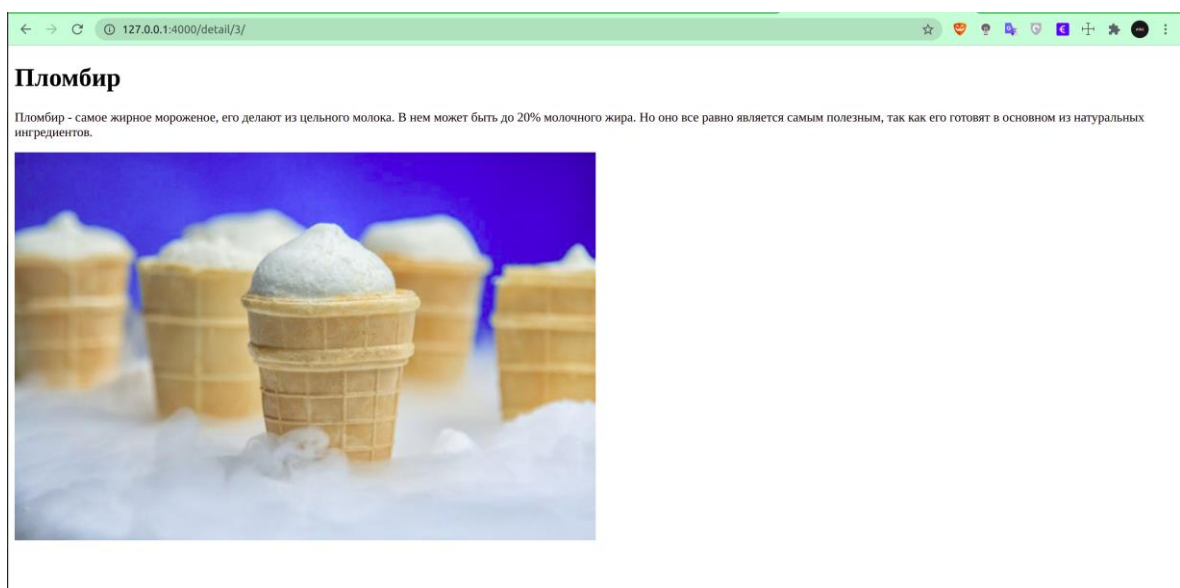 127.0.0.1:4000/detail/3/
Пломбир
Пломбир - самое жирное мороженое, его делают из цельного молока. В нем может быть до 20% молочного жира. Но оно все равно является самым полезным, так как его готовят в основном из натуральных
ингредиентов.